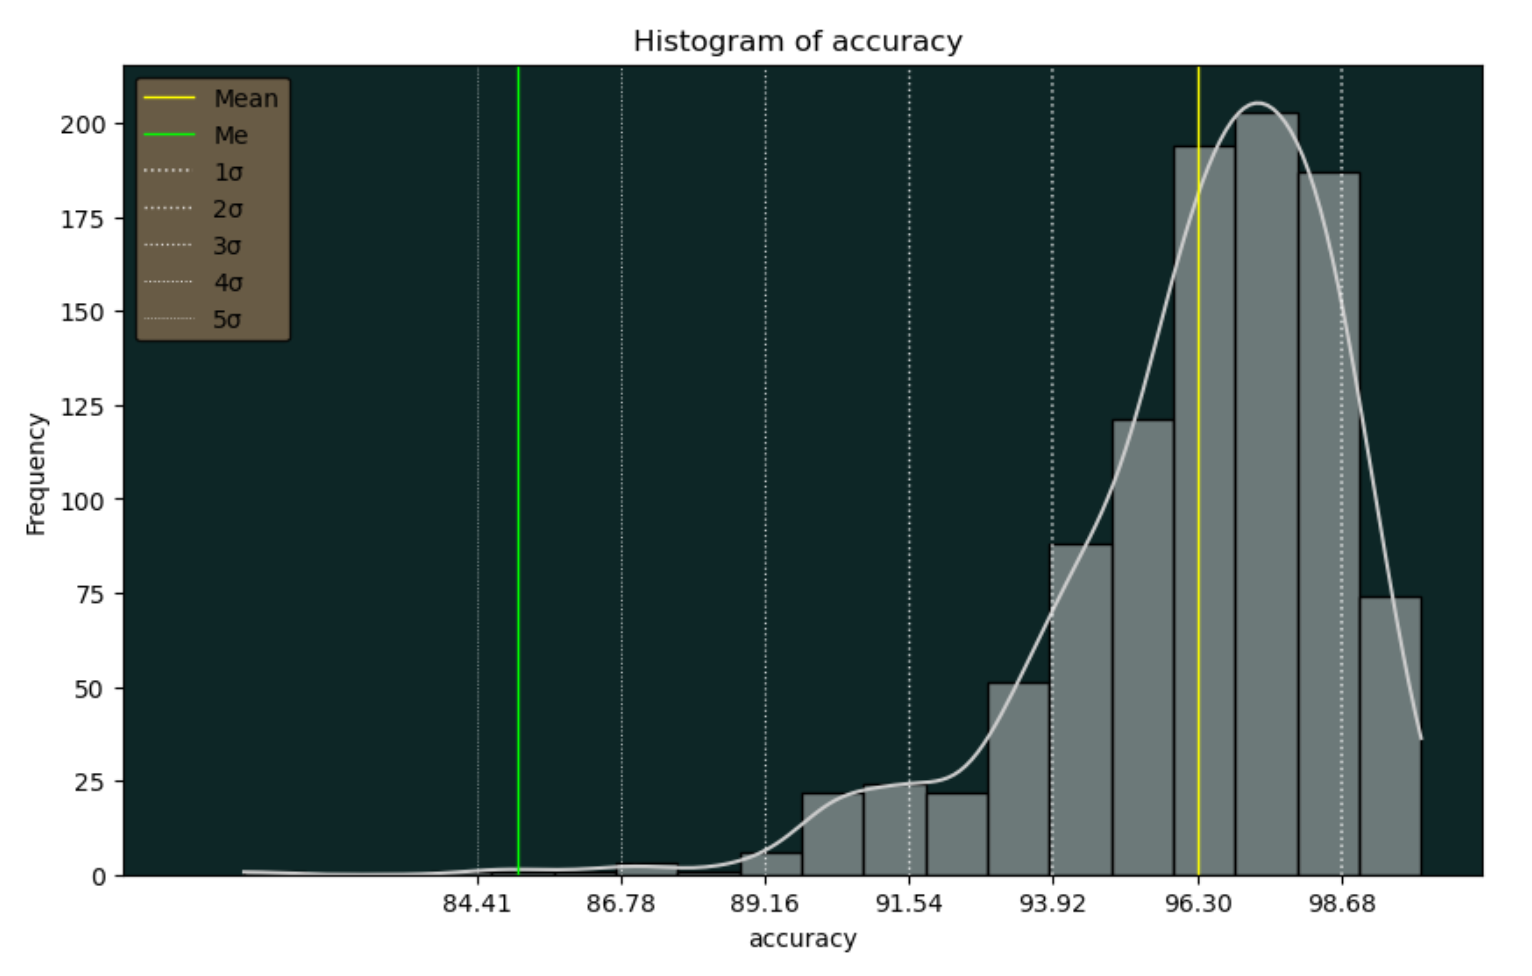 Histogram of accuracy
Mean
Me
1σ
2σ
3σ
4σ
5σ
Frequency
200
175
150
125
100
75
50
25
0
84.41 86.78 89.16 91.54 93.92 96.30 98.68
accuracy